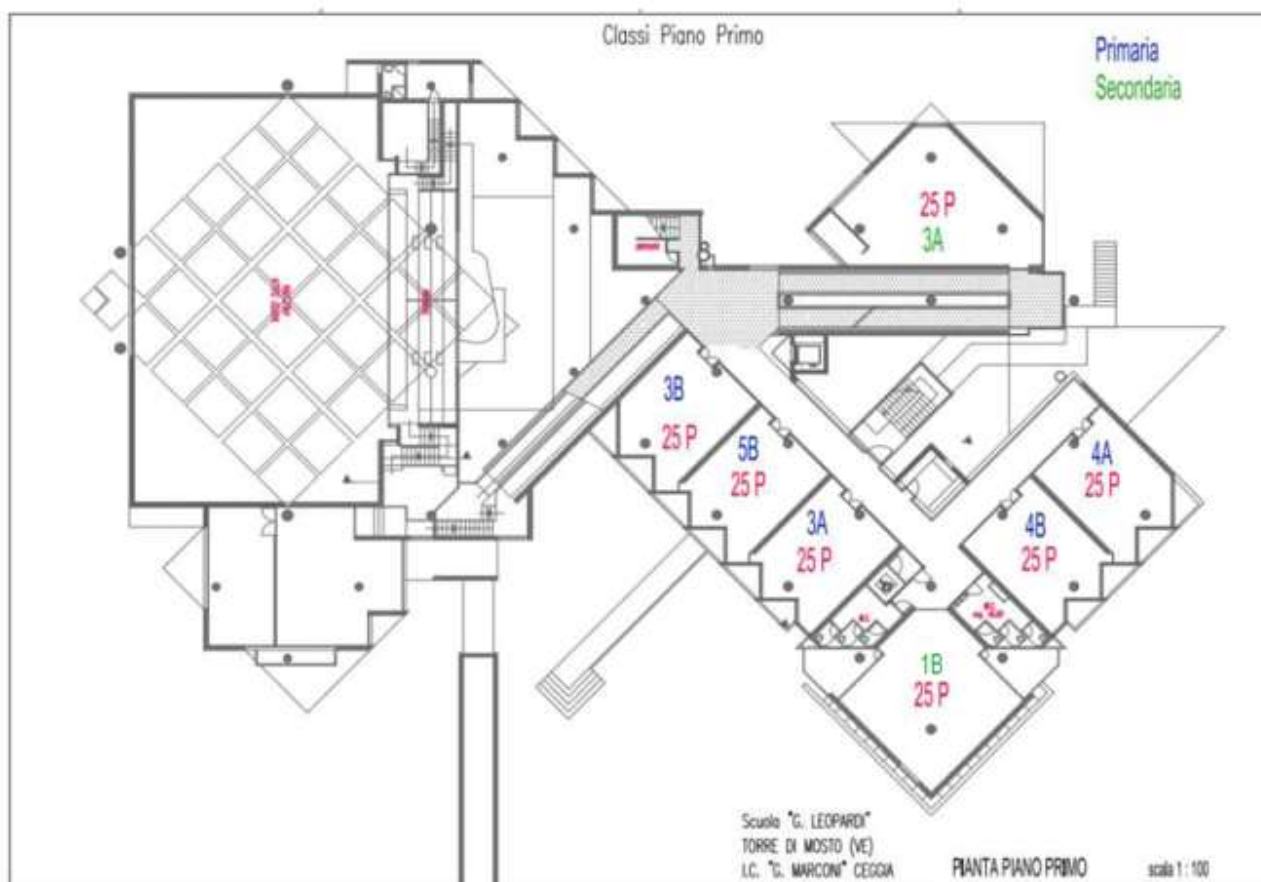 Classi Piano Primo
Primaria
Secondaria
25 P
3A
3B
25 P
5B
25 P
3A
25 P
4A
25 P
4B
25 P
1B
25 P
Scuola "G. LEOPARDI"
TORRE DI MOSTO (VE)
I.C. "G. MARCONI" CEGGIA
PIANTA PIANO PRIMO
scala 1 : 100